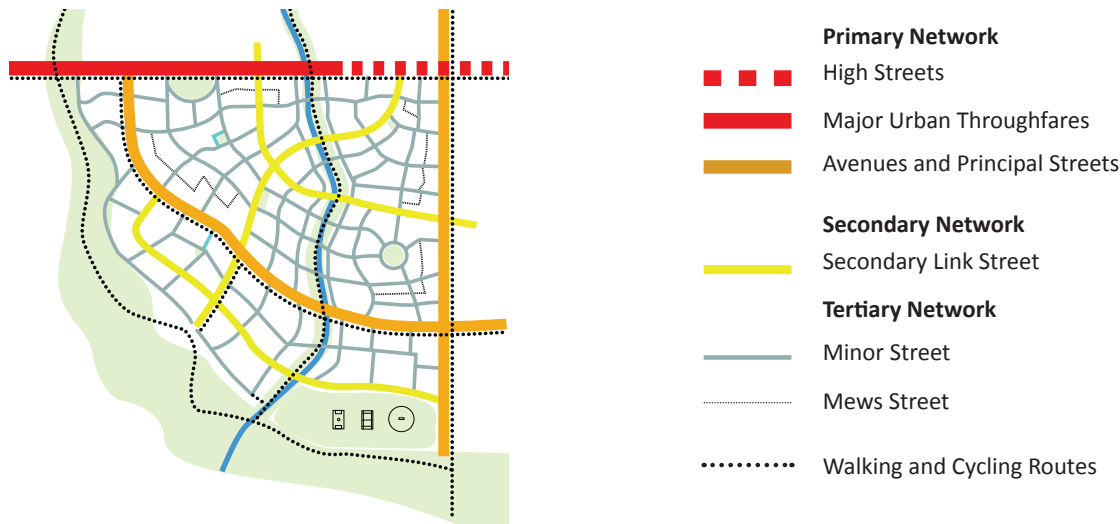 Primary Network
High Streets
Major Urban Throughfares
Avenues and Principal Streets
Secondary Network
Secondary Link Street
Tertiary Network
Minor Street
Mews Street
Walking and Cycling Routes